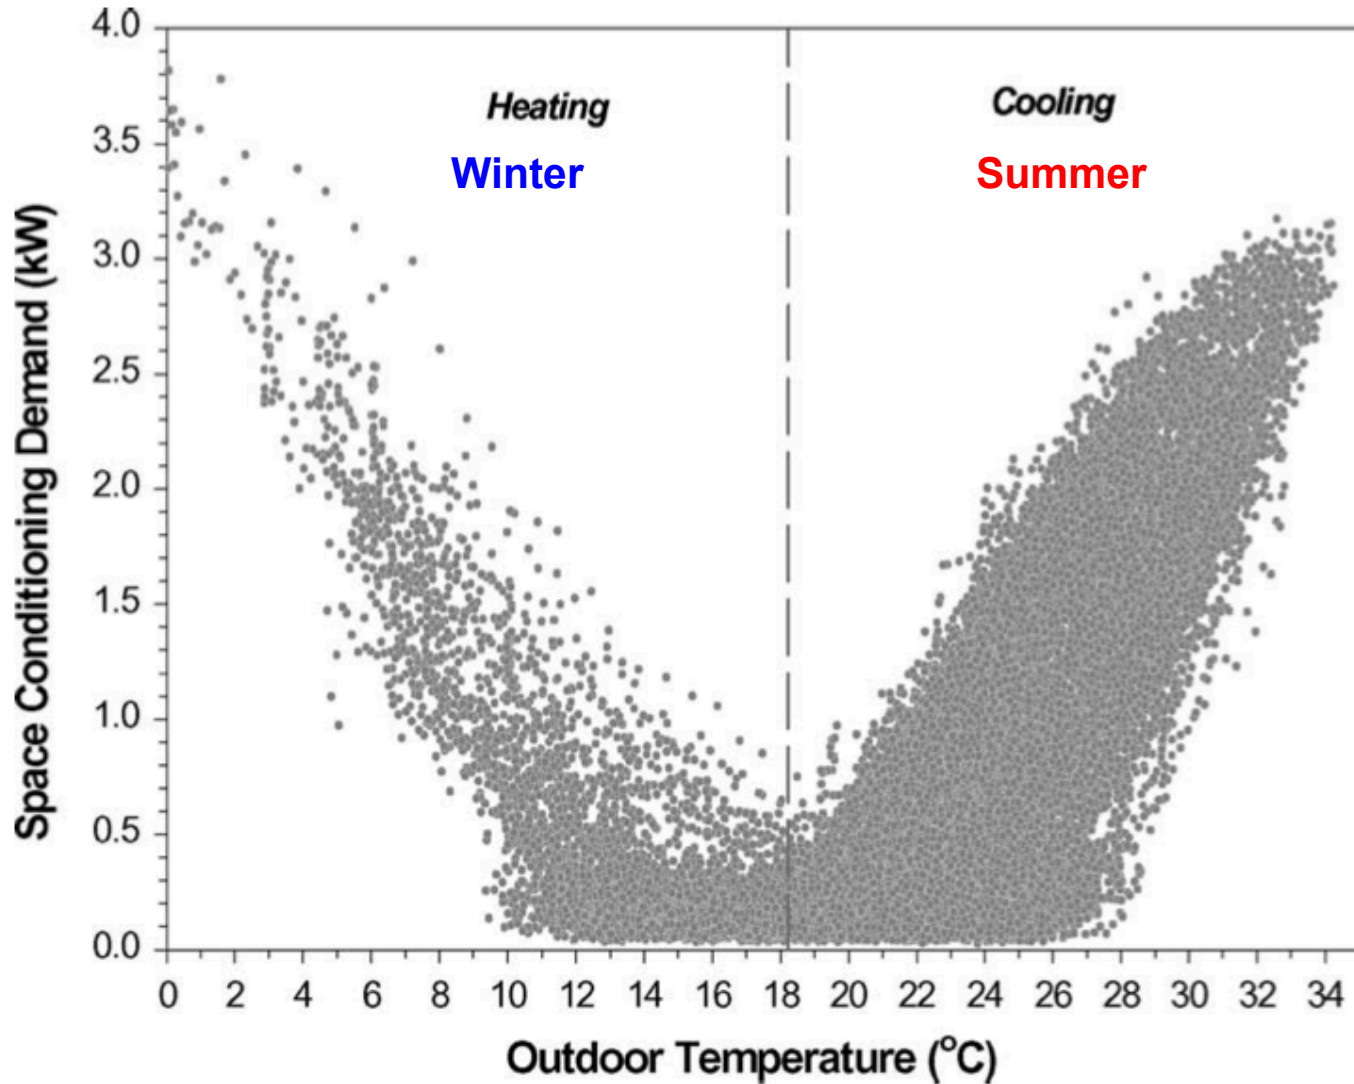 4.0
3.5
3.0
2.5
2.0
1.5
1.0
0.5
0.0
Space Conditioning Demand (kW)
Heating
Winter
Cooling
Summer
0 2 4 6 8 10 12 14 16 18 20 22 24 26 28 30 32 34
Outdoor Temperature (°C)